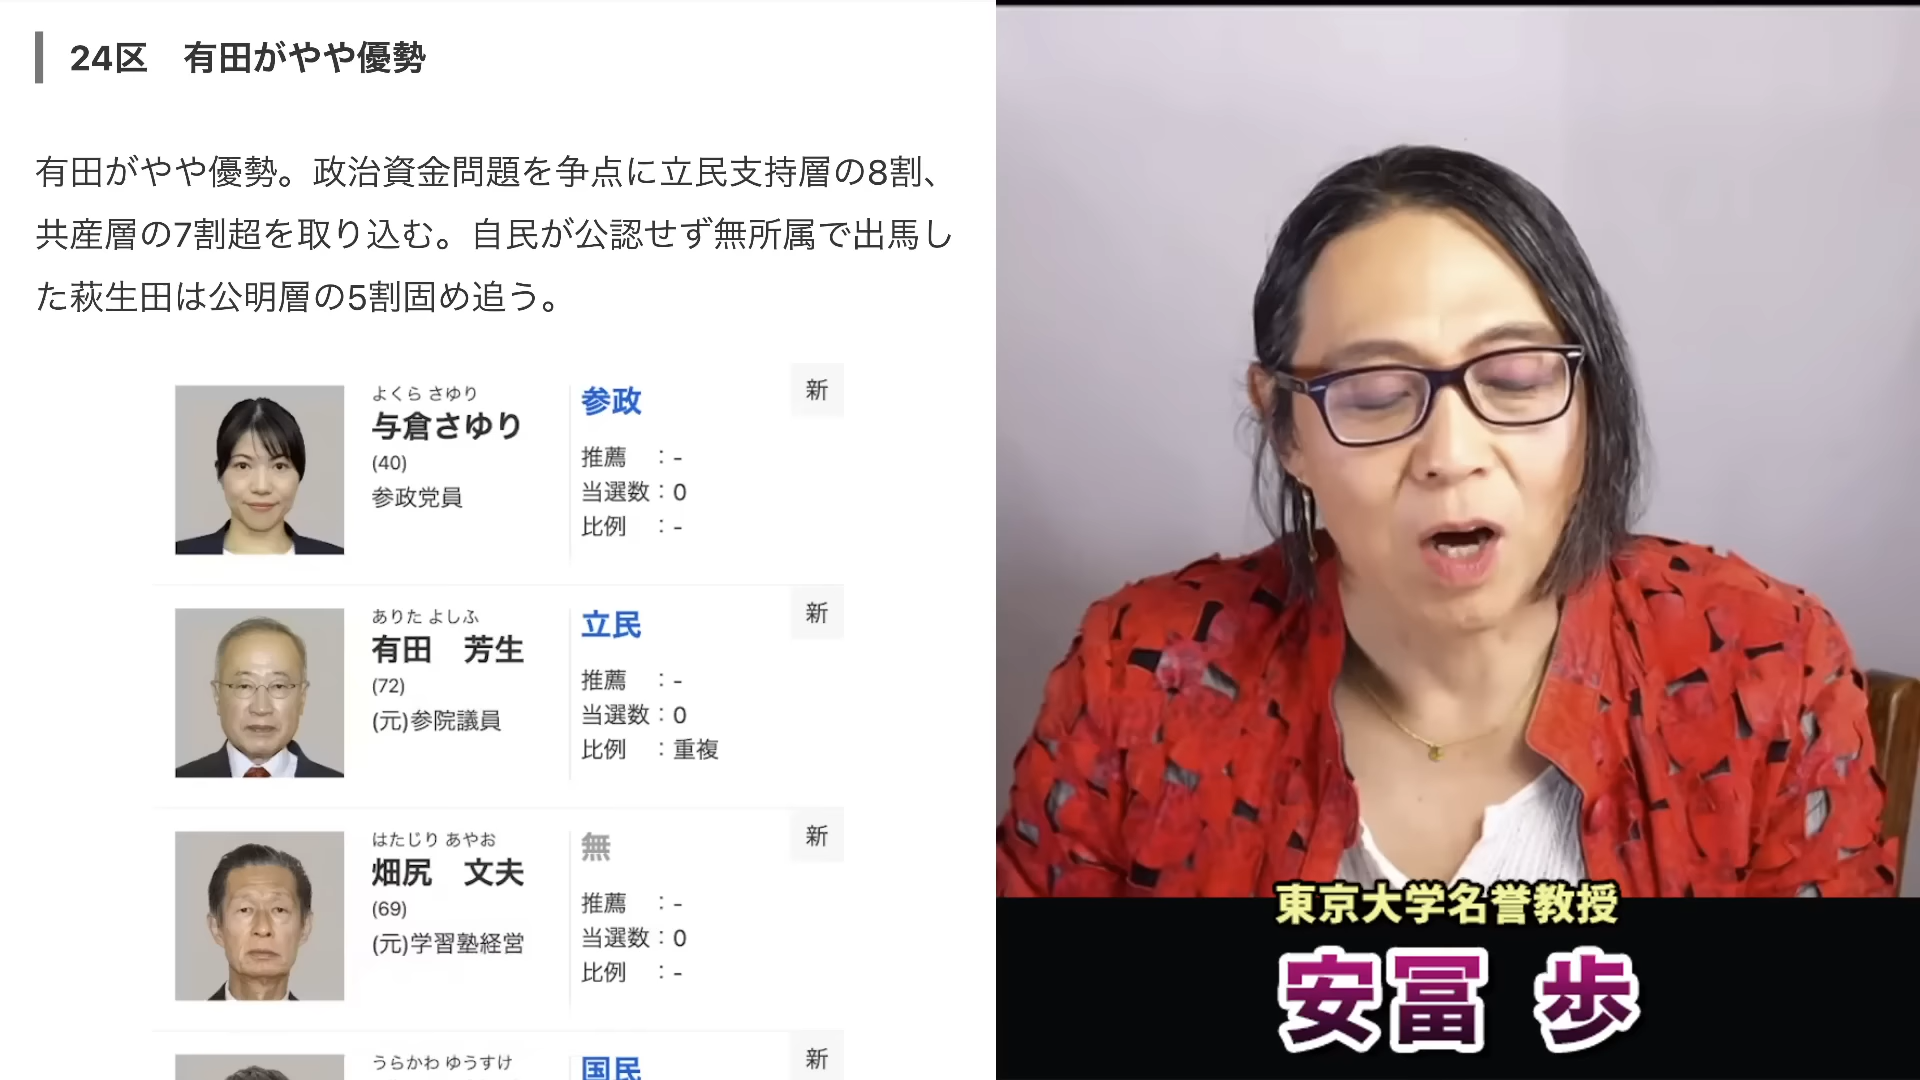 24区　有田がやや優勢
有田がやや優勢。政治資金問題を争点に立民支持層の8割、
共産層の7割超を取り込む。自民が公認せず無所属で出馬し
た萩生田は公明層の5割固め追う。
よくら さゆり
与倉さゆり
(40)
参政党員
参政
推薦　：-
当選数：0
比例　：-
新
ありた よしふ
有田　芳生
(72)
(元)参院議員
立民
推薦　：-
当選数：0
比例　：重複
新
はたじり あやお
畑尻　文夫
(69)
(元)学習塾経営
無
推薦　：-
当選数：0
比例　：-
新
うらかわ ゆうすけ
国民
新
東京大学名誉教授
安冨 歩